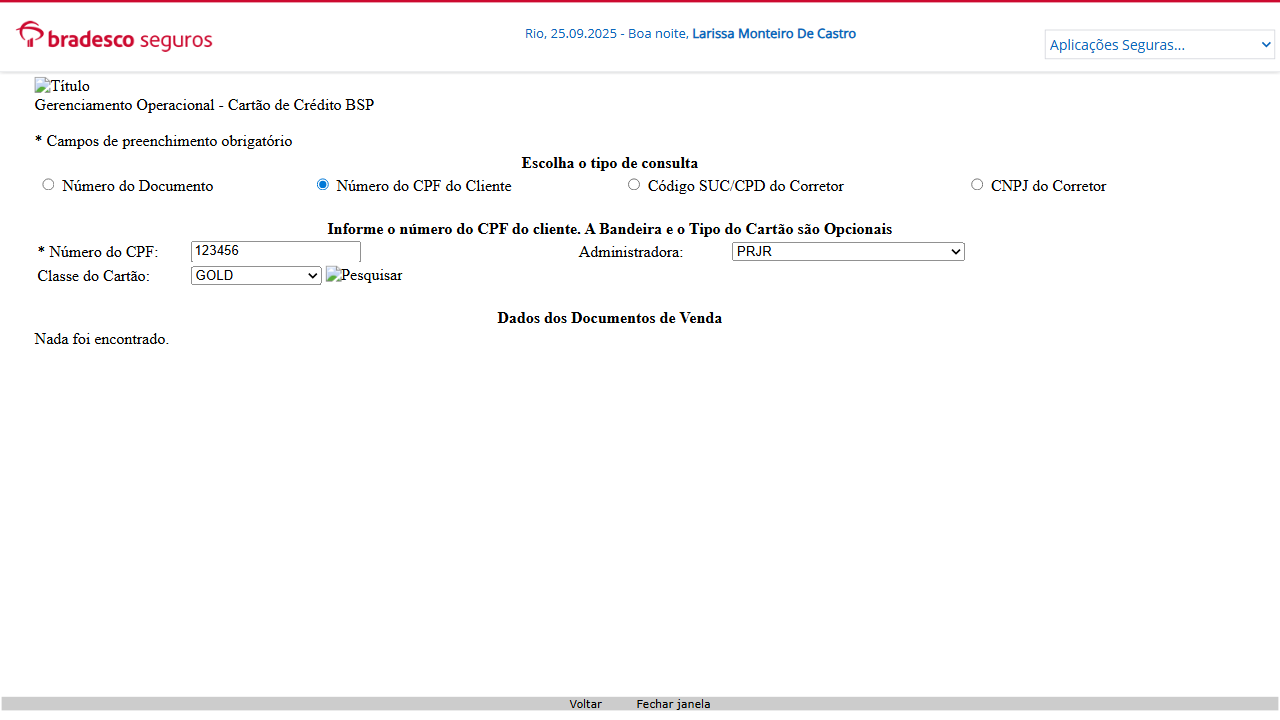 bradesco seguros
Rio, 25.09.2025 - Boa noite, Larissa Monteiro De Castro
Aplicações Seguras...
Título
Gerenciamento Operacional - Cartão de Crédito BSP
* Campos de preenchimento obrigatório
Escolha o tipo de consulta
Número do Documento Número do CPF do Cliente Código SUC/CPD do Corretor CNPJ do Corretor
Informe o número do CPF do cliente. A Bandeira e o Tipo do Cartão são Opcionais
* Número do CPF: 123456 Administradora: PRJR
Classe do Cartão: GOLD Pesquisar
Dados dos Documentos de Venda
Nada foi encontrado.
Voltar Fechar janela